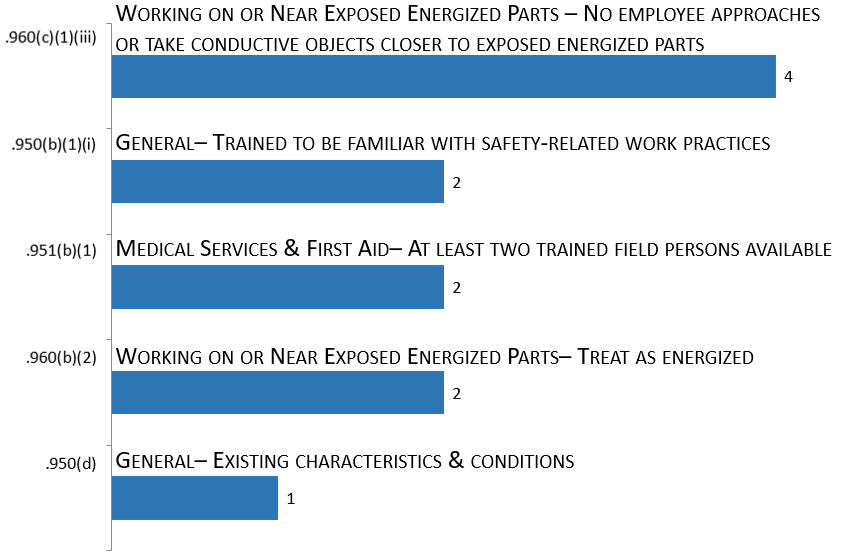 WORKING ON OR NEAR EXPOSED ENERGIZED PARTS – NO EMPLOYEE APPROACHES
OR TAKE CONDUCTIVE OBJECTS CLOSER TO EXPOSED ENERGIZED PARTS
.960(c)(1)(iii)
4
.950(b)(1)(i)
GENERAL– TRAINED TO BE FAMILIAR WITH SAFETY-RELATED WORK PRACTICES
2
.951(b)(1)
MEDICAL SERVICES & FIRST AID– AT LEAST TWO TRAINED FIELD PERSONS AVAILABLE
2
.960(b)(2)
WORKING ON OR NEAR EXPOSED ENERGIZED PARTS– TREAT AS ENERGIZED
2
.950(d)
GENERAL– EXISTING CHARACTERISTICS & CONDITIONS
1